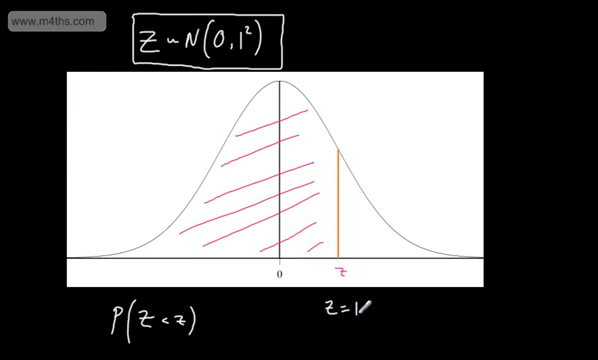 www.m4ths.com
Z ~ N(0, 1²)
0
z
P(Z < z)
z = 1